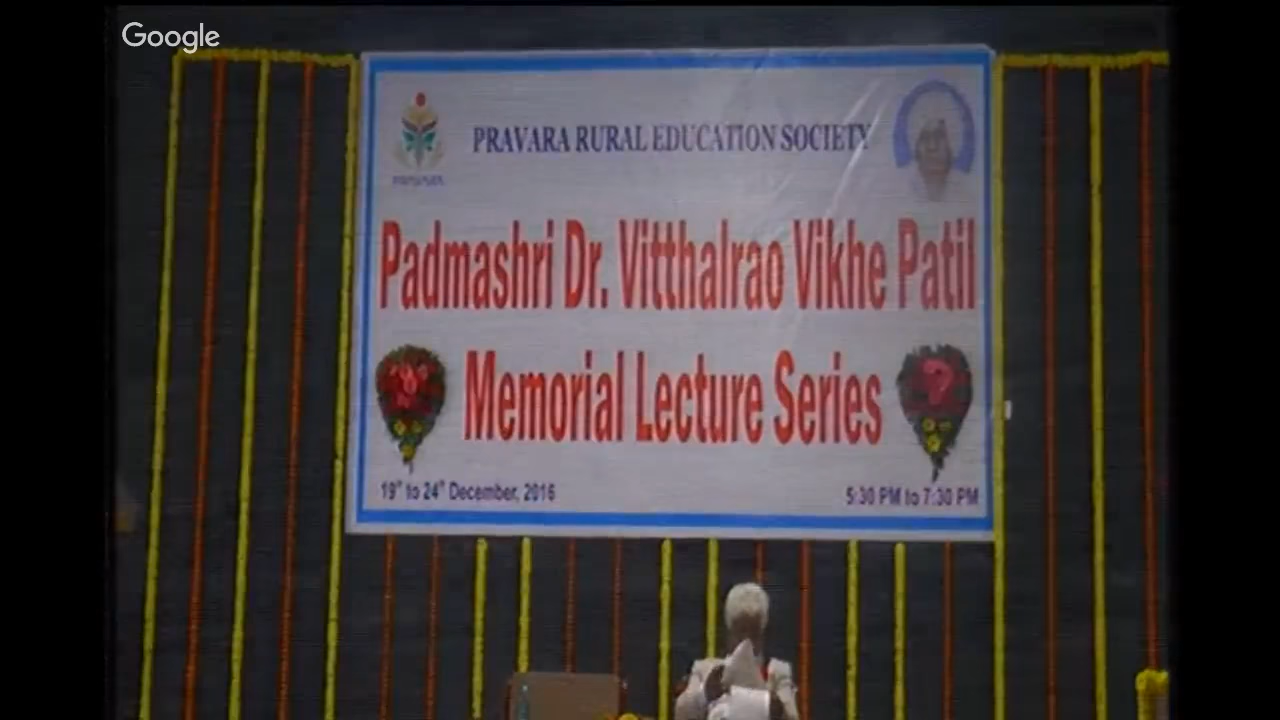 Google
PRAVARA RURAL EDUCATION SOCIETY
Padmashri Dr. Vitthalrao Vikhe Patil
Memorial Lecture Series
19th to 24th December, 2016
5:30 PM to 7:30 PM